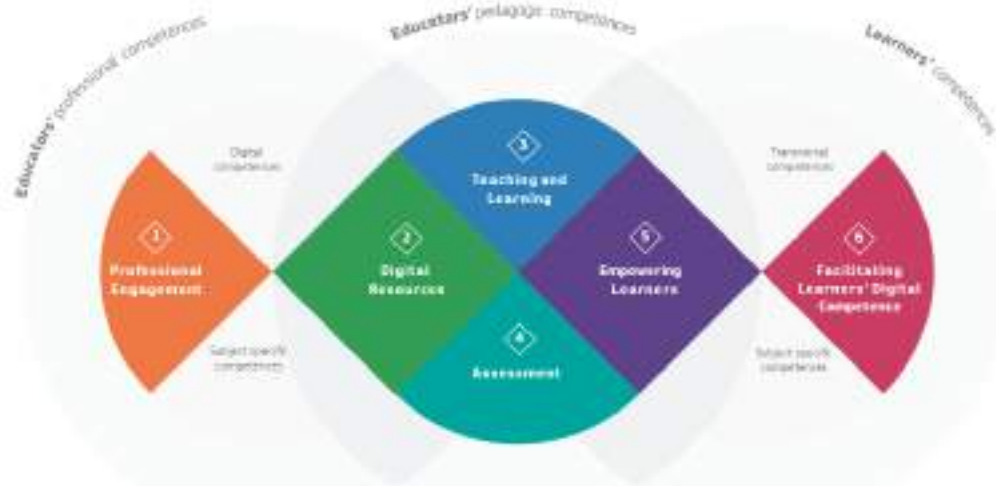 Educators' professional competences
Educators' pedagogic competences
Learners' competences
Digital
competences
Transversal
competences
1
Professional
Engagement
2
Digital
Resources
3
Teaching and
Learning
4
Assessment
5
Empowering
Learners
6
Facilitating
Learners' Digital
Competence
Subject specific
competences
Subject specific
competences